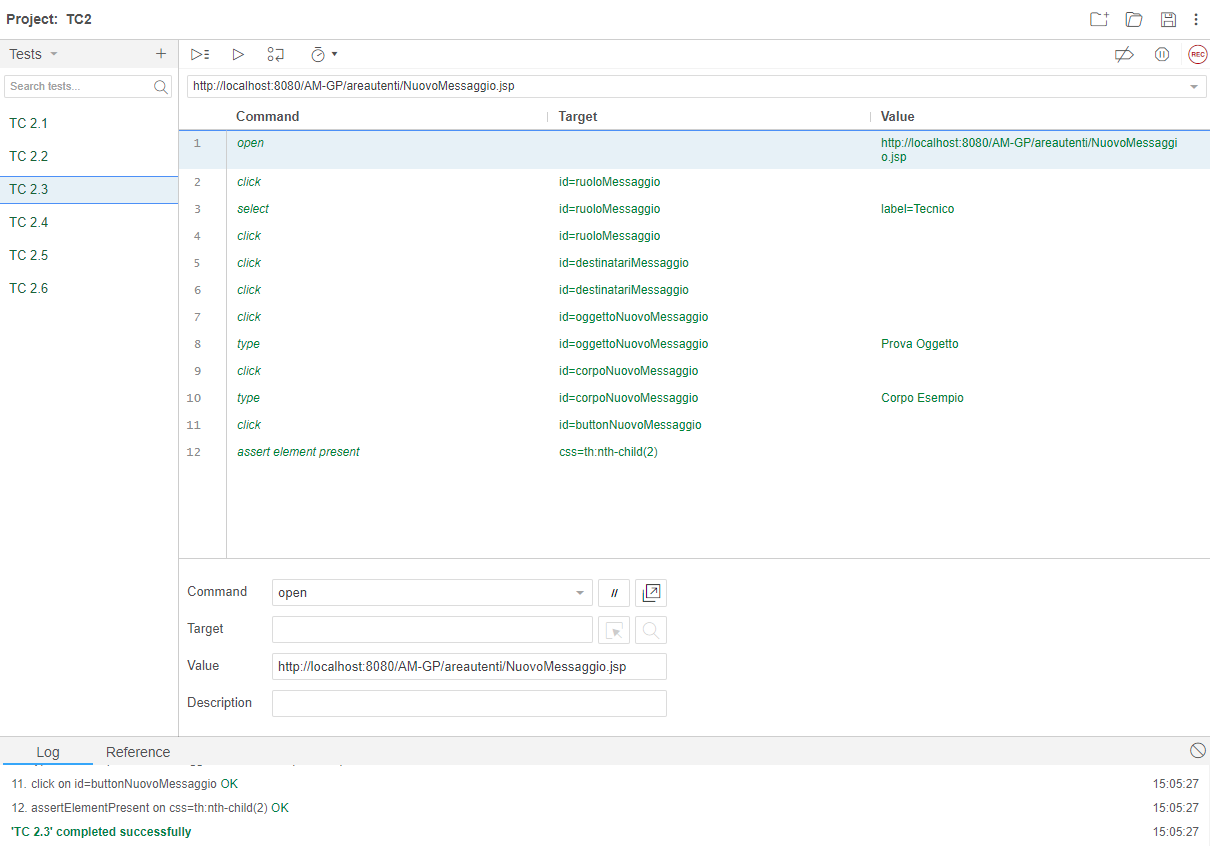 Project: TC2
Tests +
REC
Search tests...
http://localhost:8080/AM-GP/areautenti/NuovoMessaggio.jsp
TC 2.1
TC 2.2
TC 2.3
TC 2.4
TC 2.5
TC 2.6
Command Target Value
1 open http://localhost:8080/AM-GP/areautenti/NuovoMessaggi
o.jsp
2 click id=ruoloMessaggio
3 select id=ruoloMessaggio label=Tecnico
4 click id=ruoloMessaggio
5 click id=destinatariMessaggio
6 click id=destinatariMessaggio
7 click id=oggettoNuovoMessaggio
8 type id=oggettoNuovoMessaggio Prova Oggetto
9 click id=corpoNuovoMessaggio
10 type id=corpoNuovoMessaggio Corpo Esempio
11 click id=buttonNuovoMessaggio
12 assert element present css=th:nth-child(2)
Command open //
Target
Value http://localhost:8080/AM-GP/areautenti/NuovoMessaggio.jsp
Description
Log Reference
11. click on id=buttonNuovoMessaggio OK 15:05:27
12. assertElementPresent on css=th:nth-child(2) OK 15:05:27
'TC 2.3' completed successfully 15:05:27